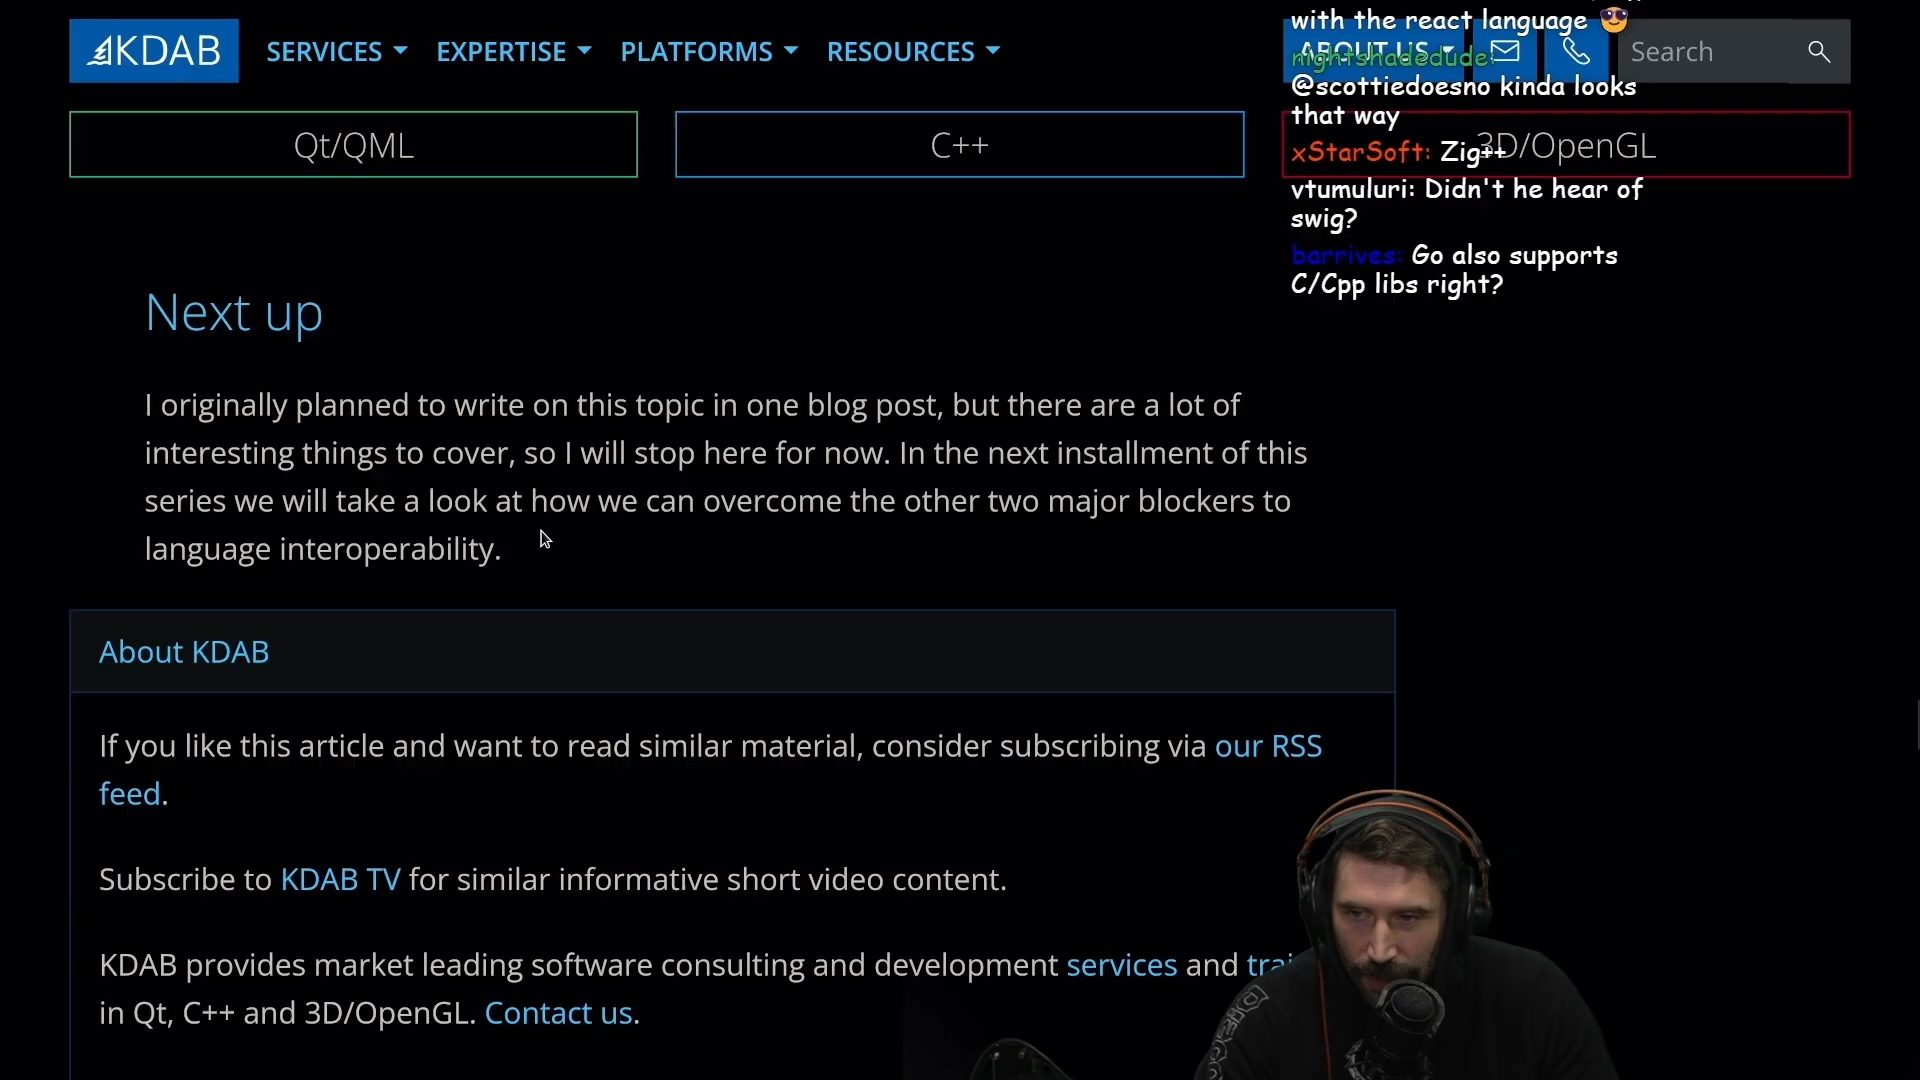 KDAB
SERVICES
EXPERTISE
PLATFORMS
RESOURCES
ABOUT US
Search
with the react language
nightshadedude:
@scottiedoesno kinda looks
that way
xStarSoft: Zig++
vtumuluri: Didn't he hear of
swig?
barrives: Go also supports
C/Cpp libs right?
Qt/QML
C++
3D/OpenGL
Next up
I originally planned to write on this topic in one blog post, but there are a lot of
interesting things to cover, so I will stop here for now. In the next installment of this
series we will take a look at how we can overcome the other two major blockers to
language interoperability.
About KDAB
If you like this article and want to read similar material, consider subscribing via our RSS
feed.
Subscribe to KDAB TV for similar informative short video content.
KDAB provides market leading software consulting and development services and
in Qt, C++ and 3D/OpenGL. Contact us.